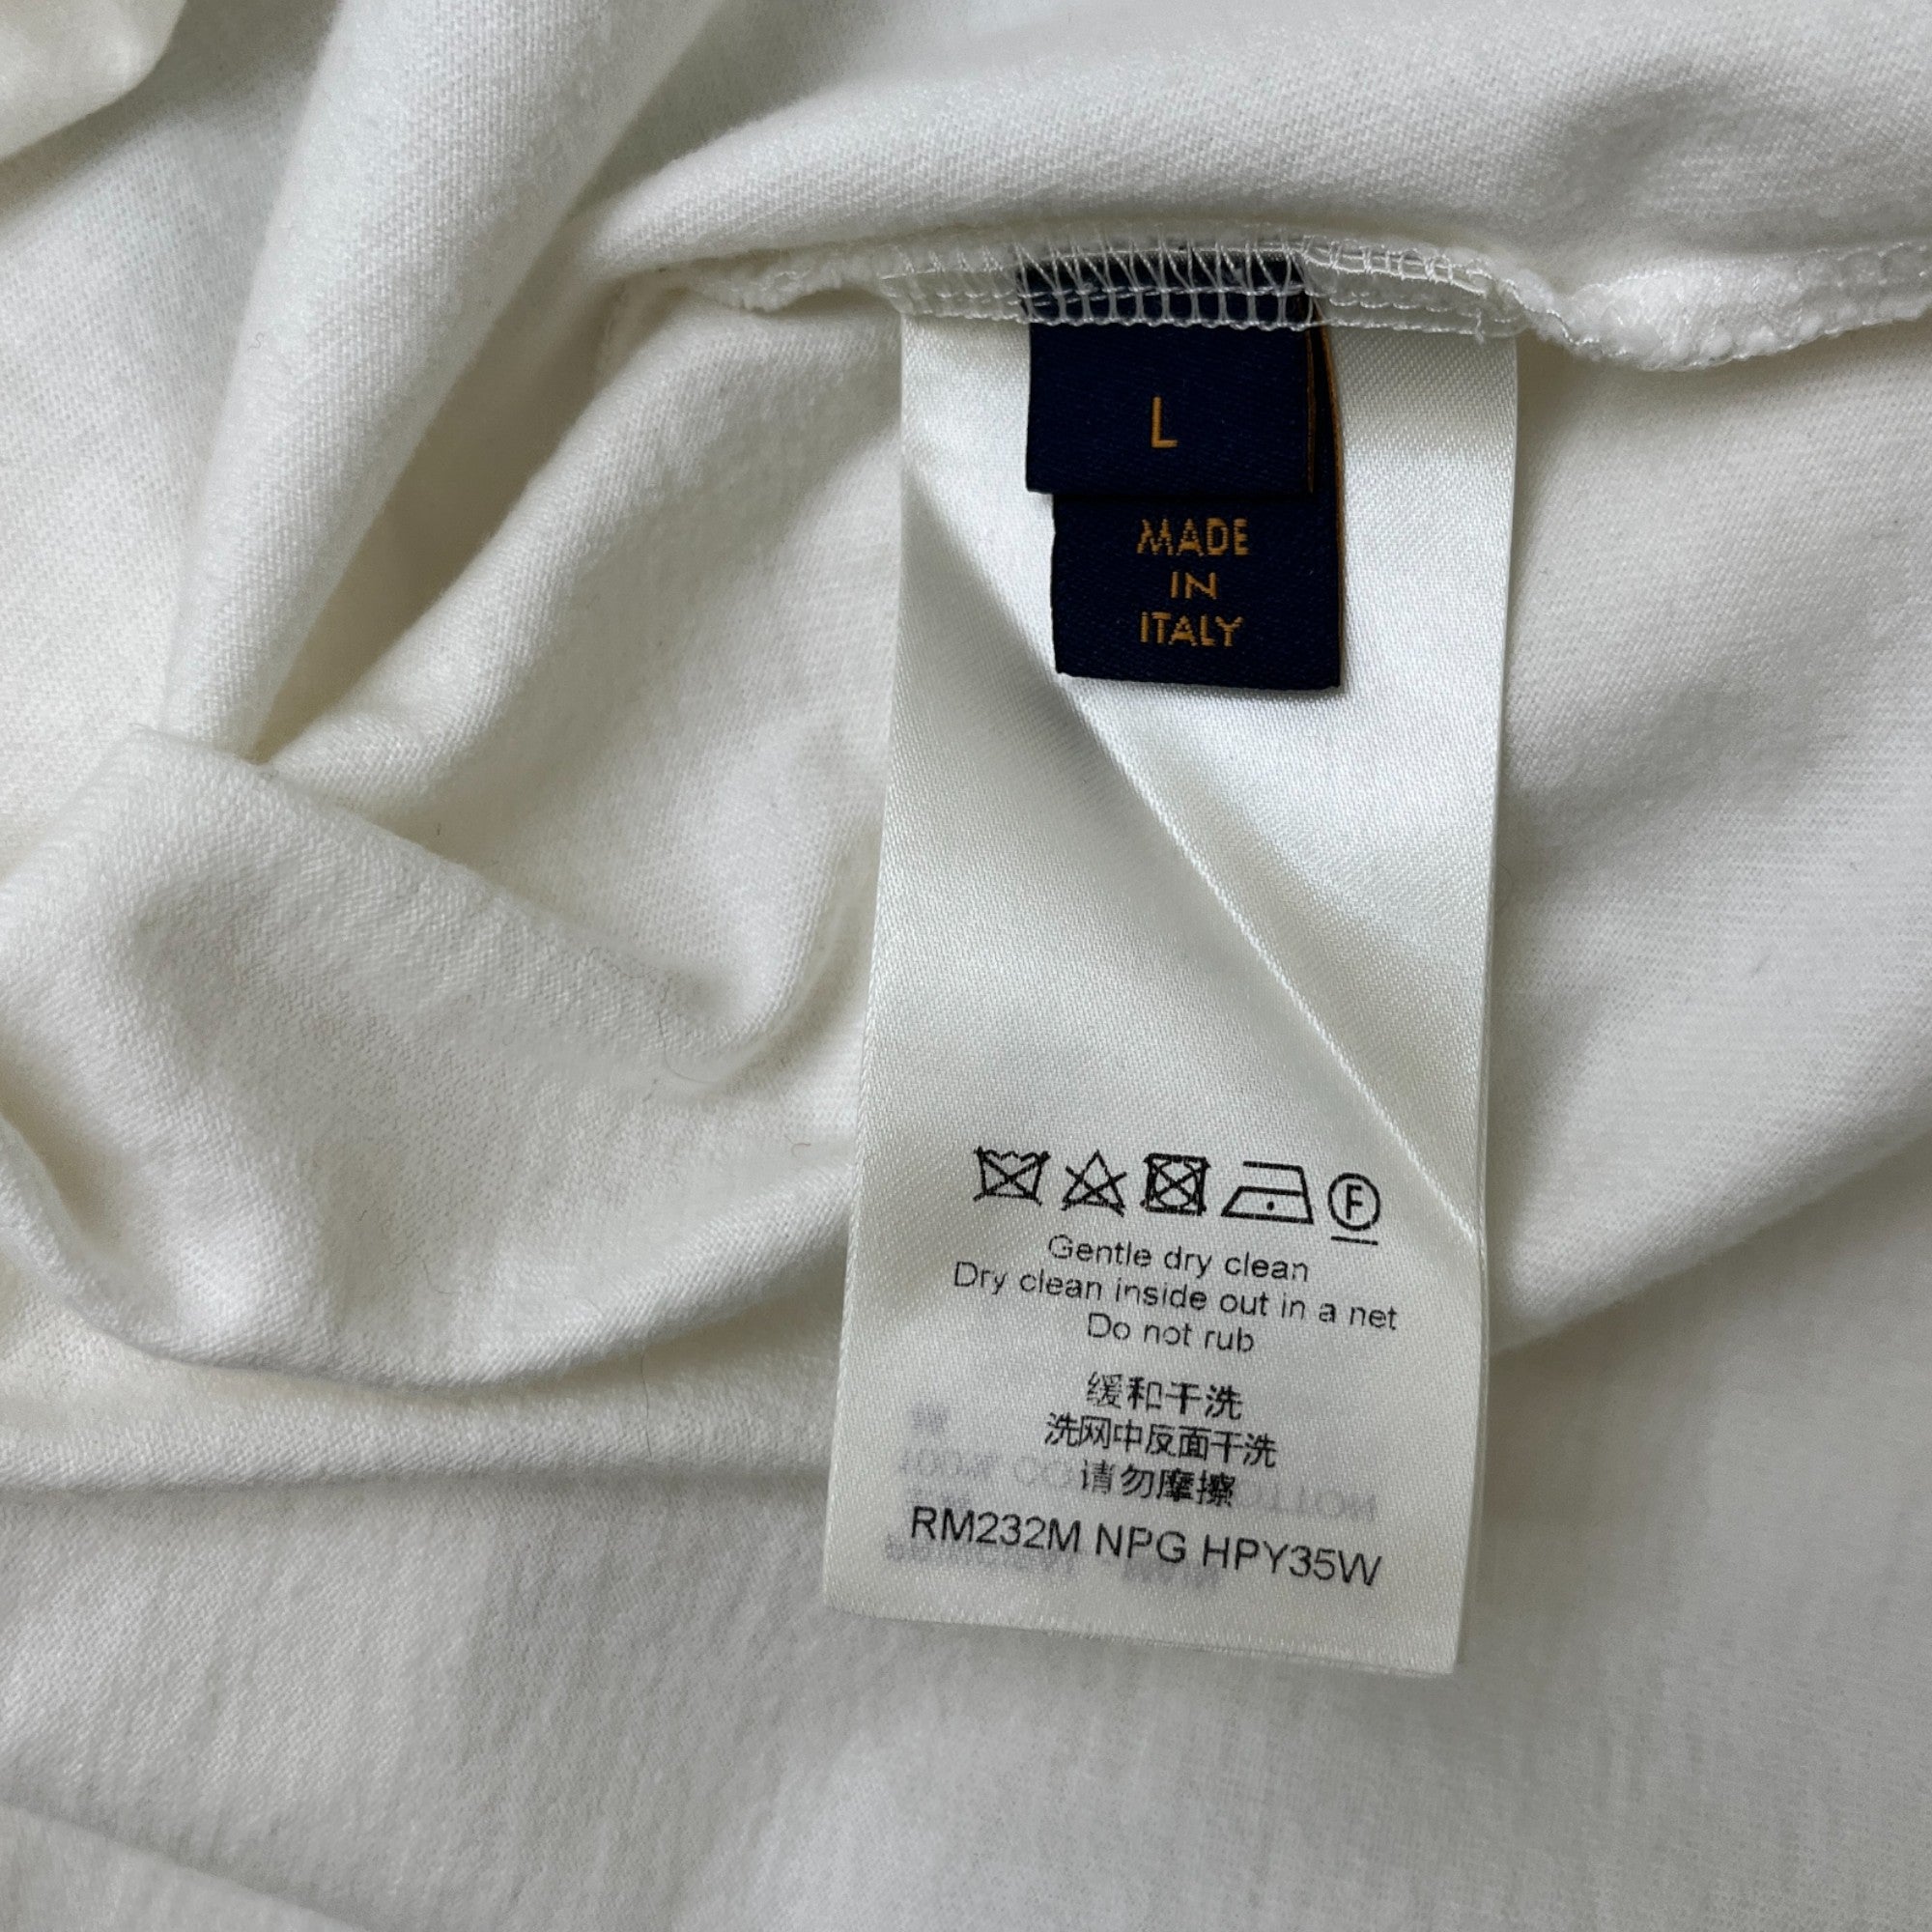 L
MADE
IN
ITALY
F
Gentle dry clean
Dry clean inside out in a net
Do not rub
缓和干洗
洗网中反面干洗
请勿摩擦
RM232M NPG HPY35W